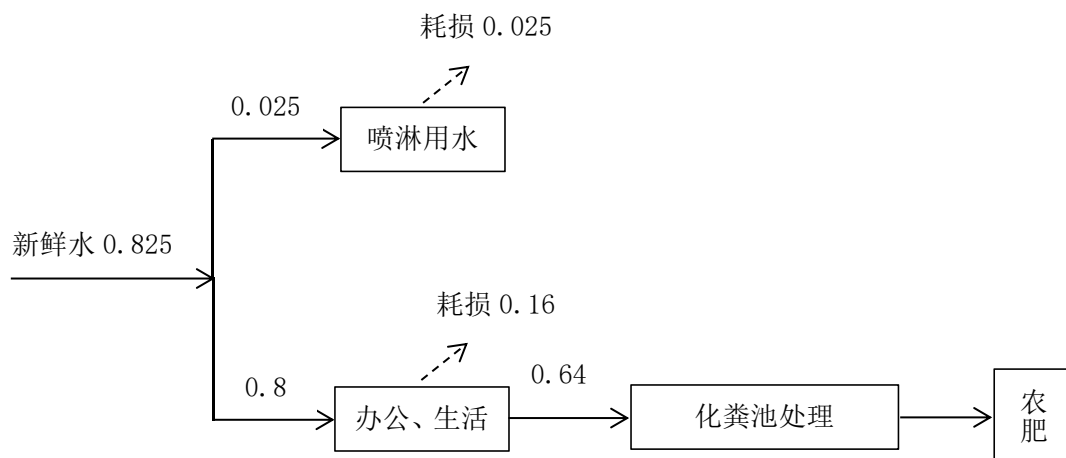 耗损 0.025
0.025
喷淋用水
新鲜水 0.825
耗损 0.16
0.8
0.64
办公、生活
化粪池处理
农
肥